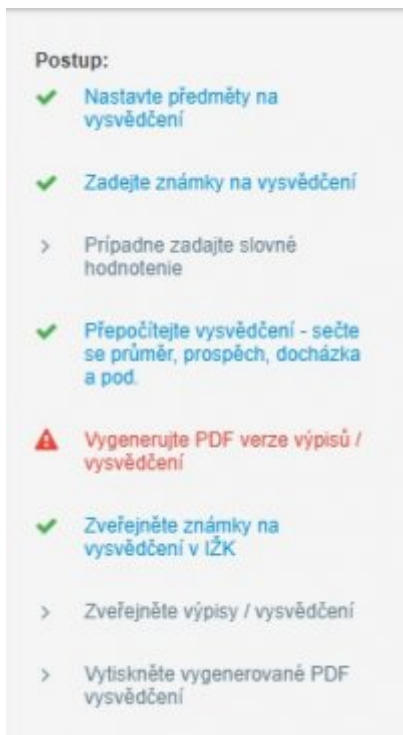 Postup:
Nastavte předměty na
vysvědčení
Zadejte známky na vysvědčení
Prípadne zadajte slovné
hodnotenie
Přepočítejte vysvědčení - sečte
se průměr, prospěch, docházka
a pod.
Vygenerujte PDF verze výpisů /
vysvědčení
Zveřejněte známky na
vysvědčení v IŽK
Zveřejněte výpisy / vysvědčení
Vytiskněte vygenerované PDF
vysvědčení